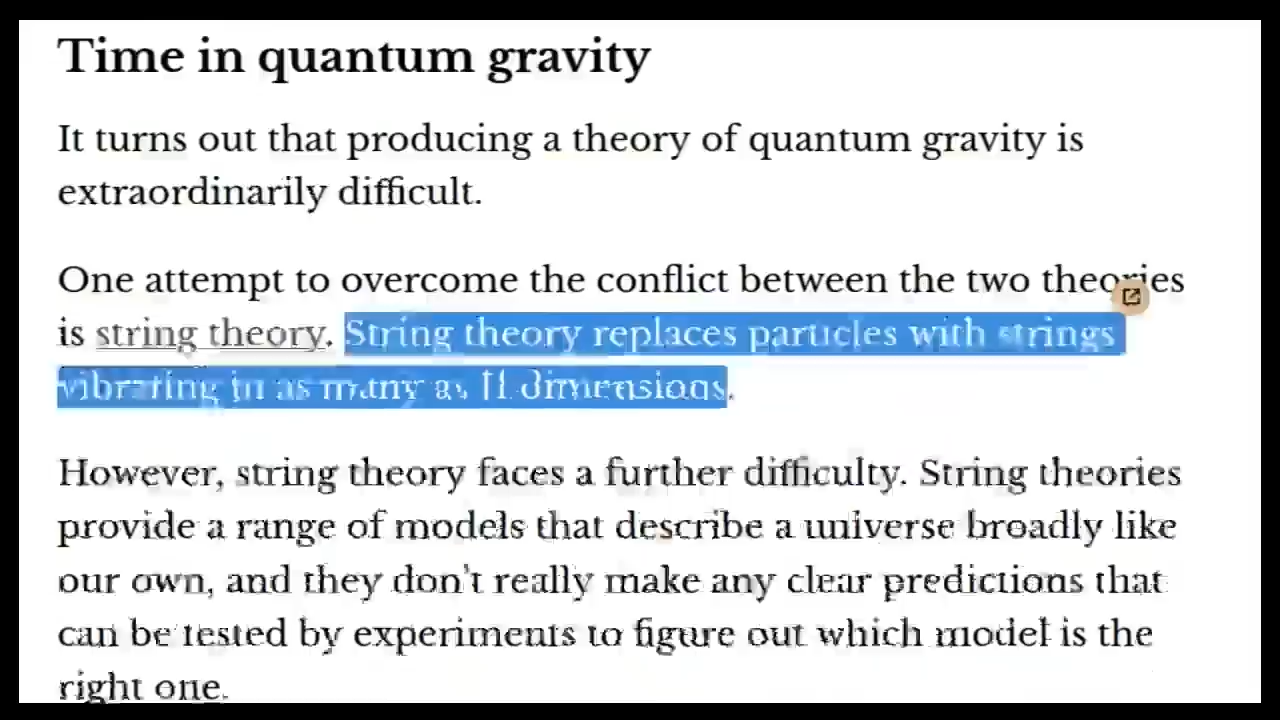 Time in quantum gravity
It turns out that producing a theory of quantum gravity is
extraordinarily difficult.
One attempt to overcome the conflict between the two theories
is string theory. String theory replaces particles with strings
vibrating in as many as 11 dimensions.
However, string theory faces a further difficulty. String theories
provide a range of models that describe a universe broadly like
our own, and they don't really make any clear predictions that
can be tested by experiments to figure out which model is the
right one.